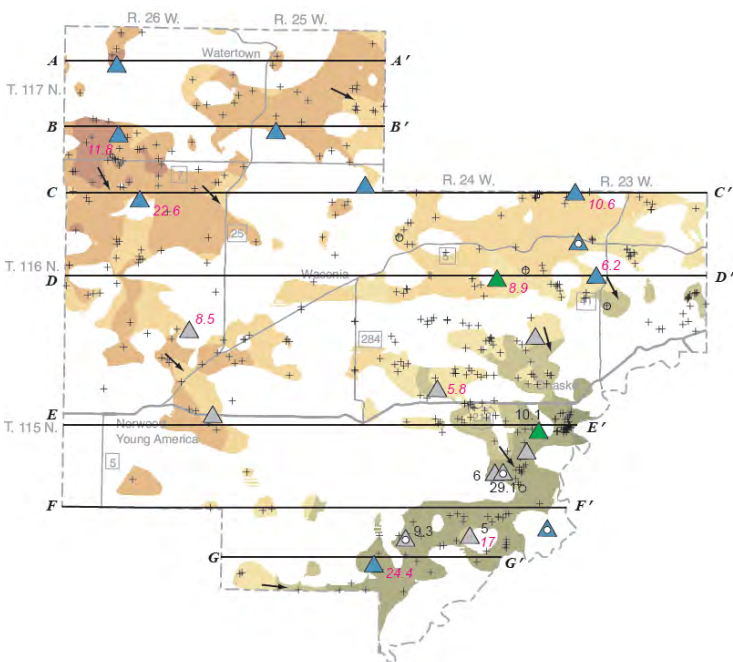 R. 26 W. R. 25 W.
A Watertown A′
T. 117 N.
B B′
11.8
7
R. 24 W.
R. 23 W.
C C′
22.6 10.6
25
5
T. 116 N.
Waconia
6.2
D D′
8.9
8.5
284
5.8
E 10.1 E′
T. 115 N.
Norwood
Young America
5
6
29.1
F F′
9.3 5
17
G G′
24.4